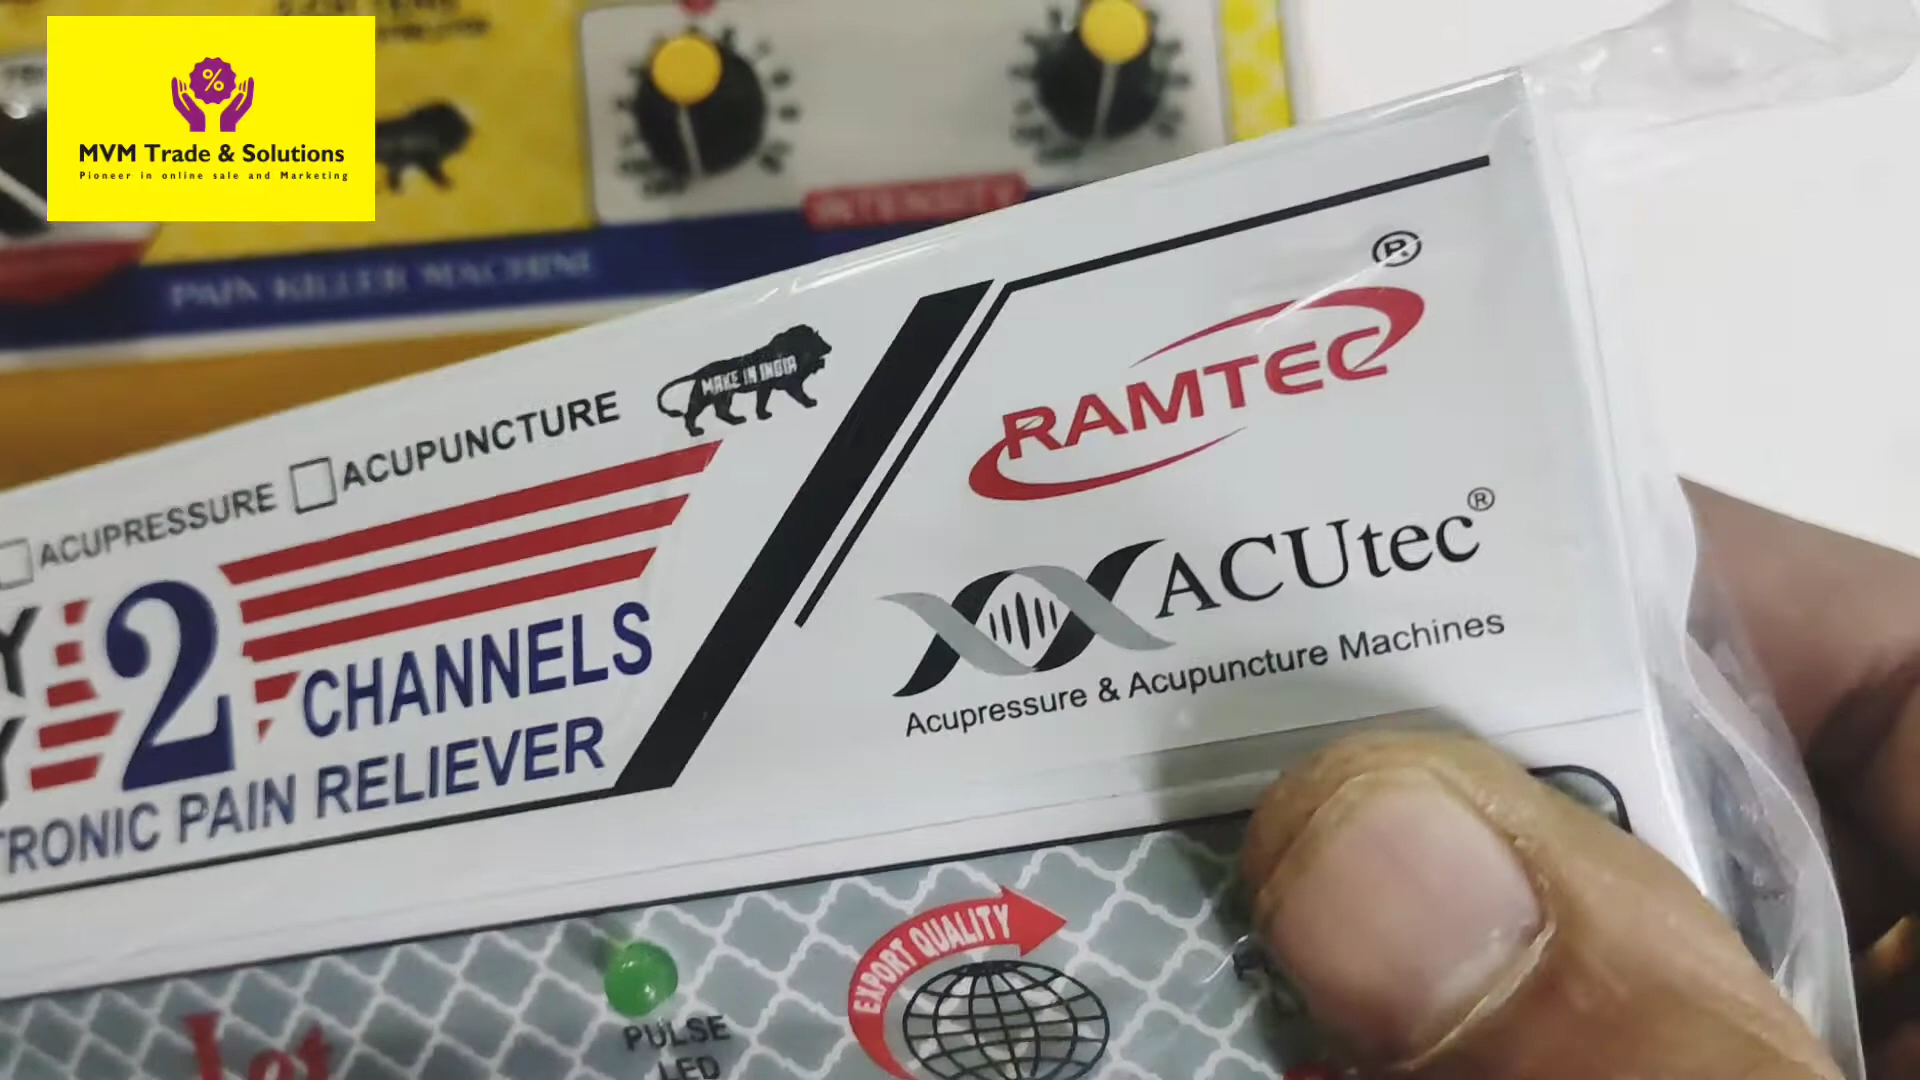 MVM Trade & Solutions
Pioneer in online sale and Marketing
INTENSITY
PAIN KILLER MACHINE
ACUPRESSURE ACUPUNCTURE
MAKE IN INDIA
2 CHANNELS
TRONIC PAIN RELIEVER
RAMTEC ®
ACUtec®
Acupressure & Acupuncture Machines
EXPORT QUALITY
PULSE
LED